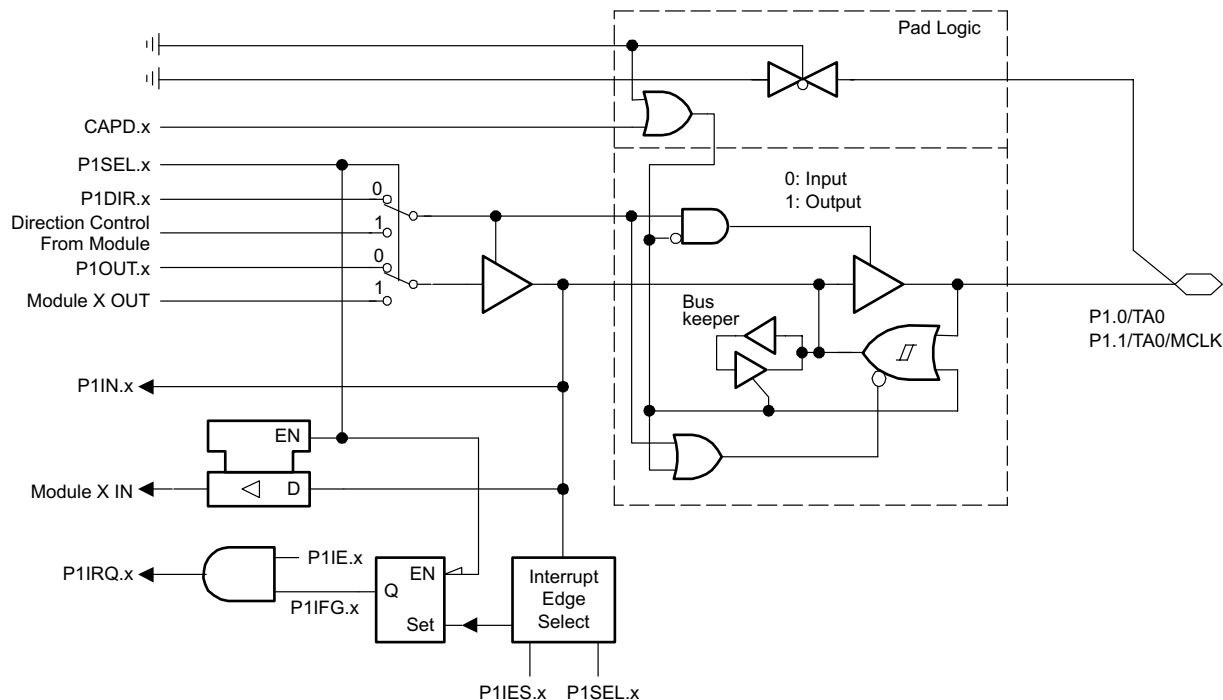 Pad Logic
CAPD.x
P1SEL.x
P1DIR.x
0
Direction Control
From Module
1
P1OUT.x
0
Module X OUT
1
0: Input
1: Output
Bus
keeper
P1.0/TA0
P1.1/TA0/MCLK
P1IN.x
EN
Module X IN
D
P1IRQ.x
P1IE.x
P1IFG.x
EN
Q
Set
Interrupt
Edge
Select
P1IES.x
P1SEL.x